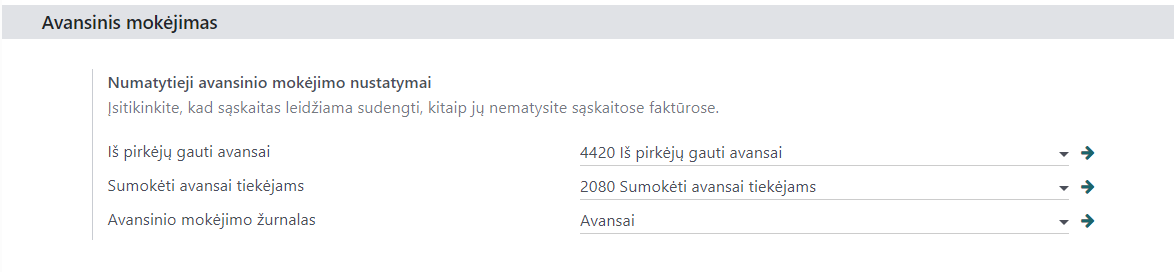 Avansinis mokėjimas
Numatytieji avansinio mokėjimo nustatymai
Įsitikinkite, kad sąskaitas leidžiama sudengti, kitaip jų nematysite sąskaitose faktūrose.
Iš pirkėjų gauti avansai 4420 Iš pirkėjų gauti avansai
Sumokėti avansai tiekėjams 2080 Sumokėti avansai tiekėjams
Avansinio mokėjimo žurnalas Avansai